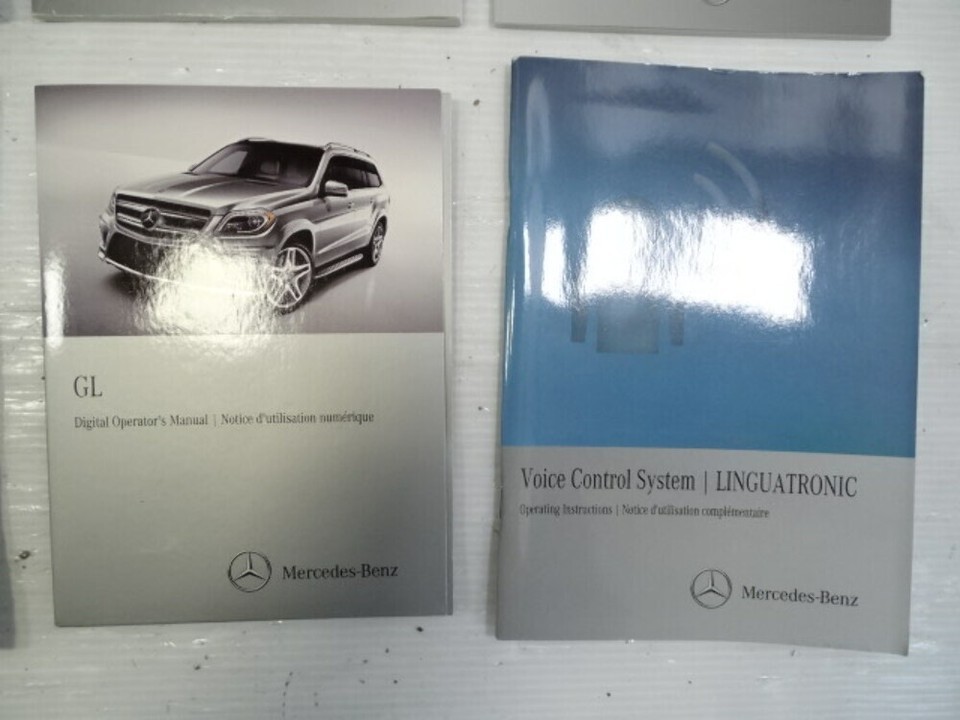 GL
Digital Operator's Manual | Notice d'utilisation numérique
Mercedes-Benz
Voice Control System | LINGUATRONIC
Operating Instructions | Notice d'utilisation complémentaire
Mercedes-Benz